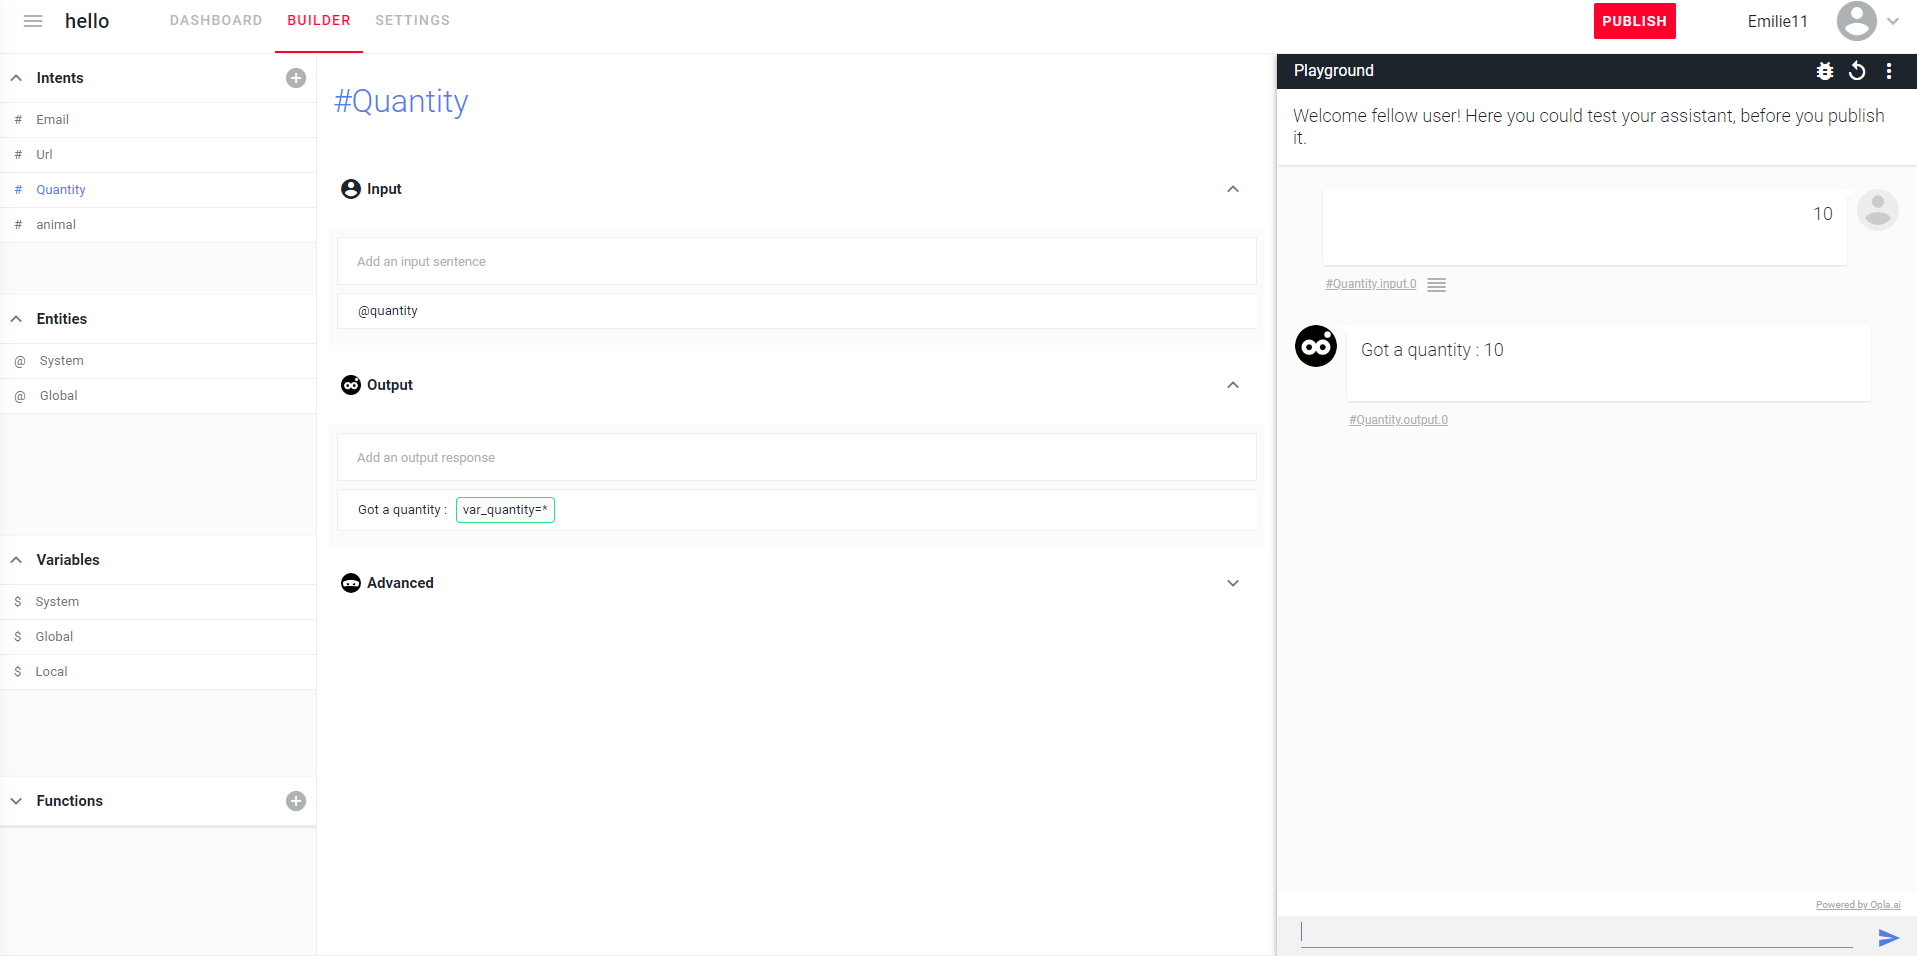 hello
DASHBOARD
BUILDER
SETTINGS
PUBLISH
Emilie11
Intents
# Email
# Url
# Quantity
# animal
Entities
@ System
@ Global
Variables
$ System
$ Global
$ Local
Functions
#Quantity
Input
Add an input sentence
@quantity
Output
Add an output response
Got a quantity : var_quantity=*
Advanced
Playground
Welcome fellow user! Here you could test your assistant, before you publish
it.
10
#Quantity.input.0
Got a quantity : 10
#Quantity.output.0
Powered by Opla.ai